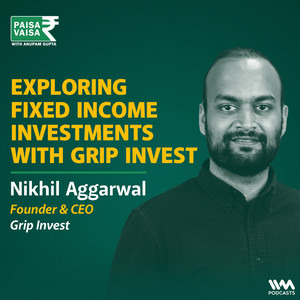 PAISA
VAISA
WITH ANUPAM GUPTA
EXPLORING
FIXED INCOME
INVESTMENTS
WITH GRIP INVEST
Nikhil Aggarwal
Founder & CEO
Grip Invest
IVM
PODCASTS